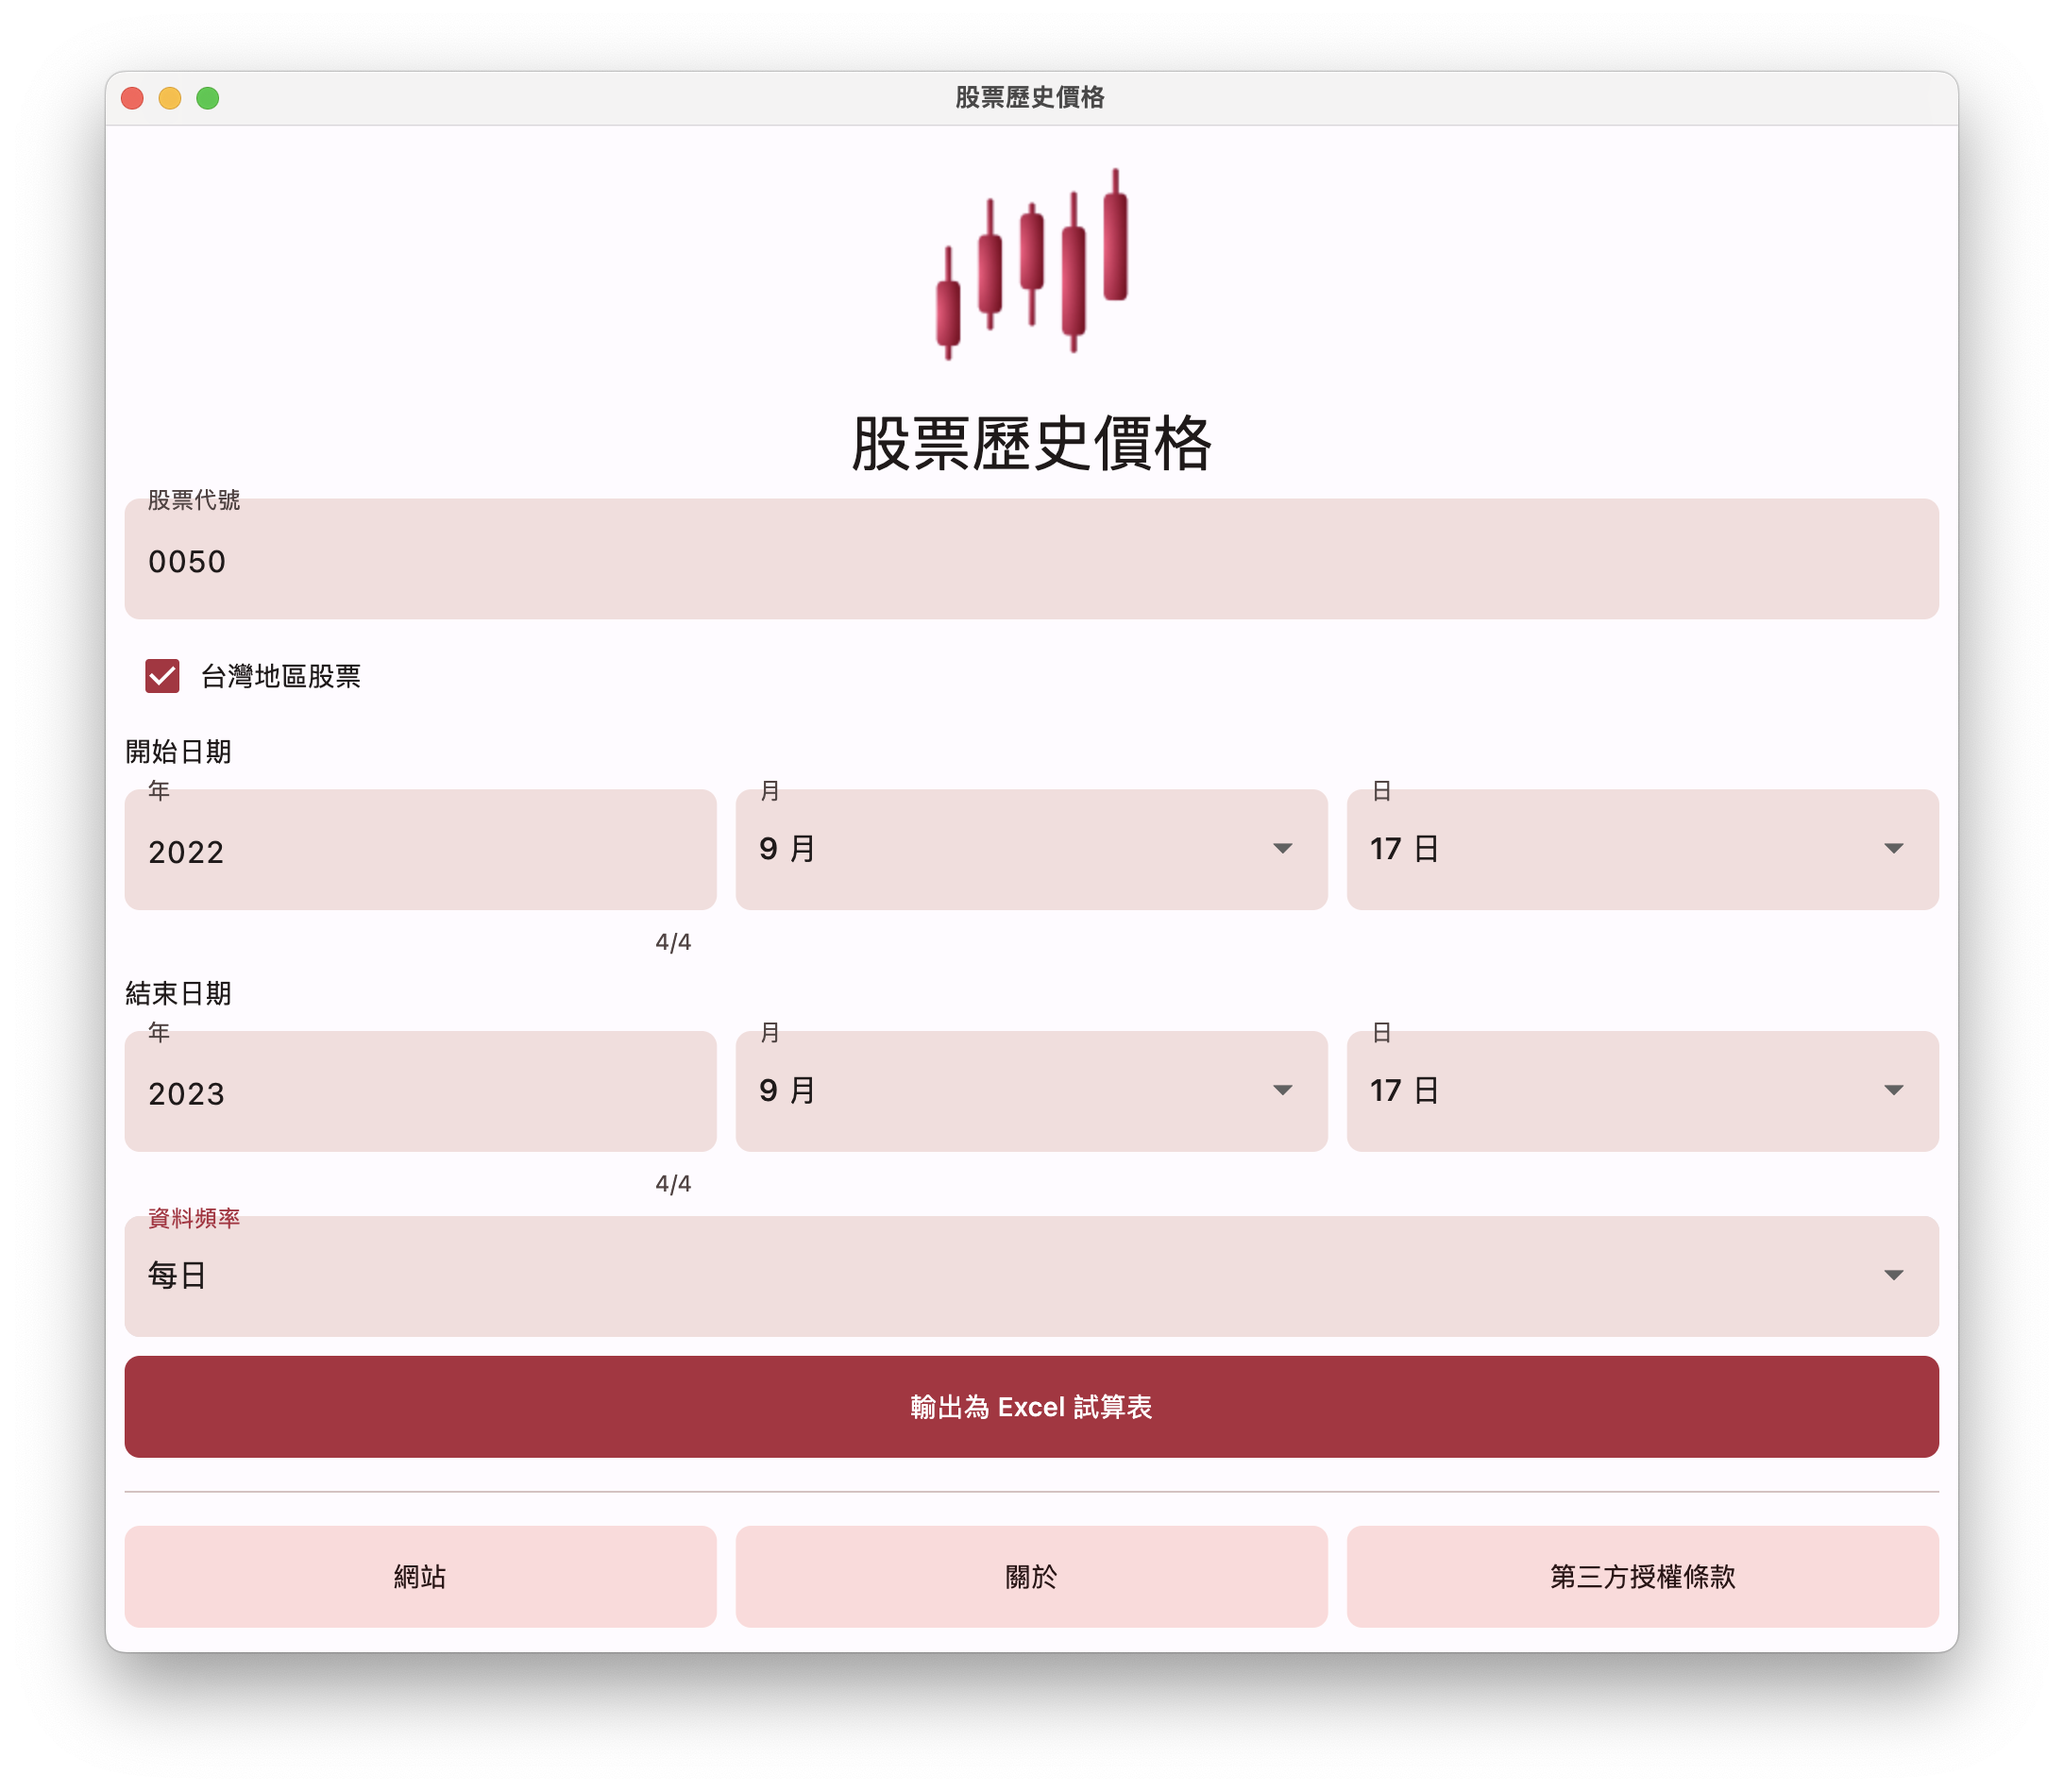 股票歷史價格
股票歷史價格
股票代號
0050
台灣地區股票
開始日期
年 月 日
2022 9 月 17 日
4/4
結束日期
年 月 日
2023 9 月 17 日
4/4
資料頻率
每日
輸出為 Excel 試算表
網站 關於 第三方授權條款